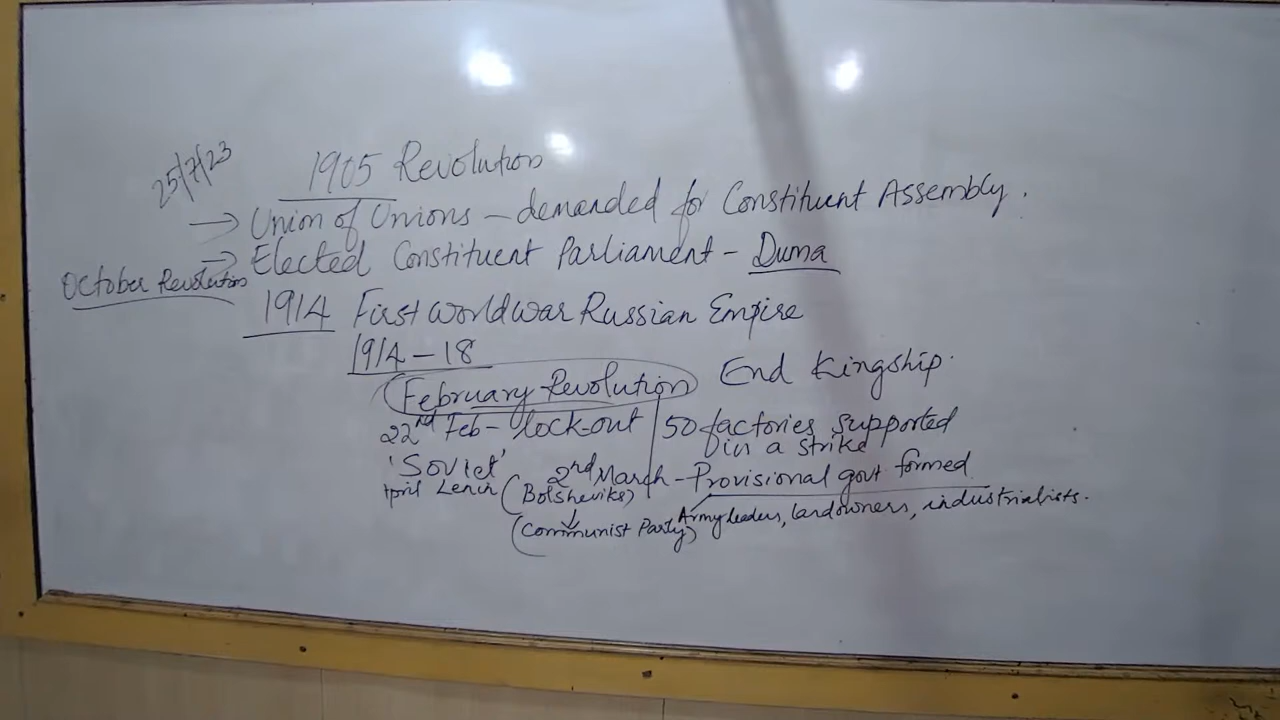 25/7/23
1905 Revolution
→ Union of Unions – demanded for Constituent Assembly.
→ Elected Constituent Parliament – Duma
October Revolution
1914 First World War Russian Empire
1914 – 18
February Revolution End Kingship.
22nd Feb – lock-out 50 factories supported
in a strike
'Soviet' 2nd March – Provisional govt formed
April Lenin (Bolsheviks)
Army leaders, landowners, industrialists.
(Communist Party)